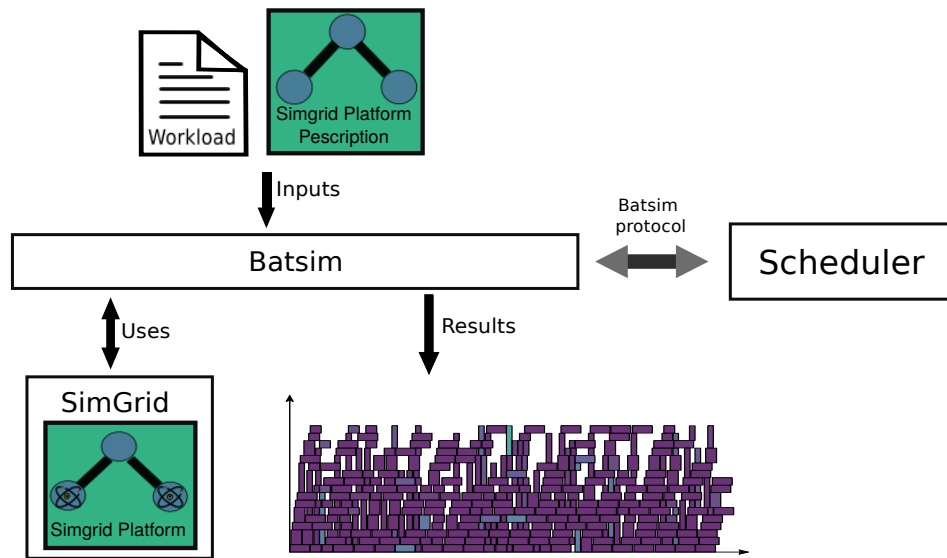 Workload
Simgrid Platform
Pescription
Inputs
Batsim
Batsim
protocol
Scheduler
Uses
Results
SimGrid
Simgrid Platform